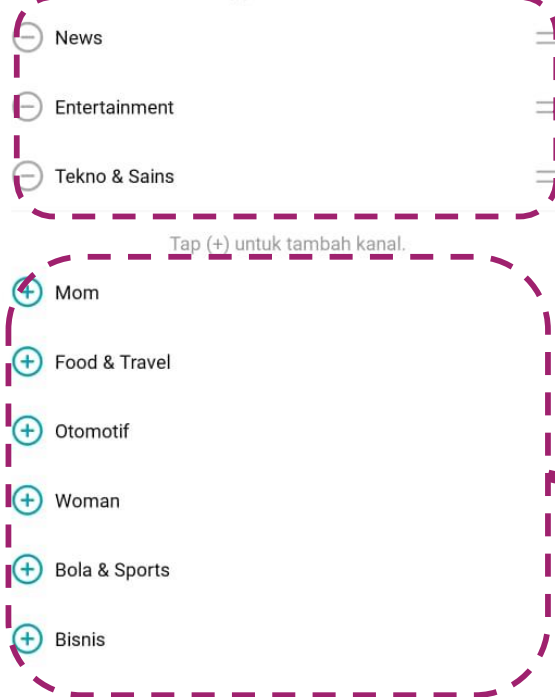 News
Entertainment
Tekno & Sains
Tap (+) untuk tambah kanal.
Mom
Food & Travel
Otomotif
Woman
Bola & Sports
Bisnis